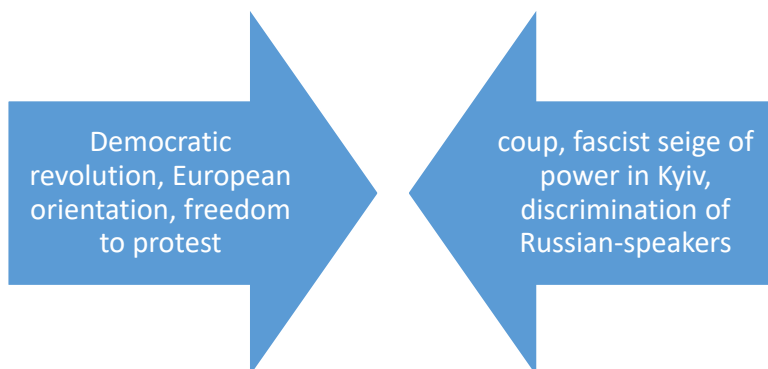 Democratic
revolution, European
orientation, freedom
to protest
coup, fascist seige of
power in Kyiv,
discrimination of
Russian-speakers